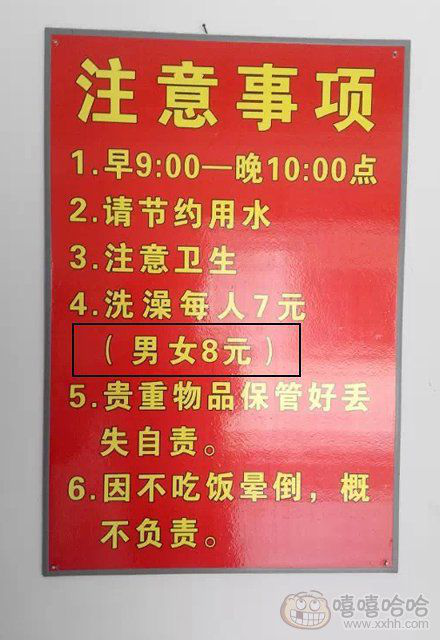 注意事项
1.早9:00—晚10:00点
2.请节约用水
3.注意卫生
4.洗澡每人7元
(男女8元)
5.贵重物品保管好丢
失自责。
6.因不吃饭晕倒，概
不负责。
嘻嘻哈哈
www.xxhh.com